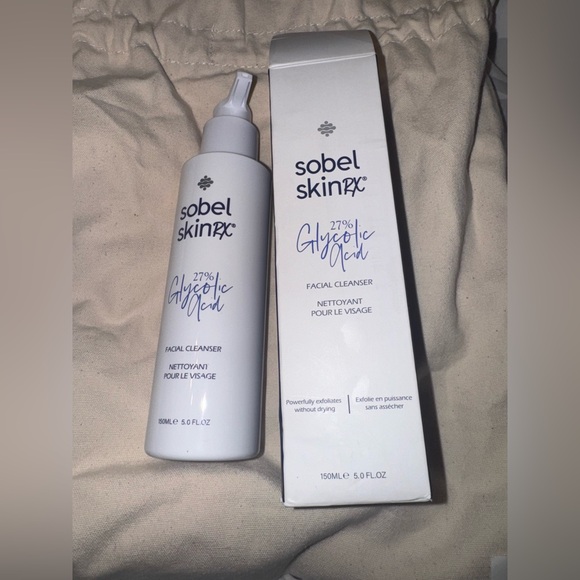 sobel
skinRX®
27%
Glycolic
Acid
FACIAL CLEANSER
NETTOYANT
POUR LE VISAGE
150ML℮ 5.0 FL.OZ
sobel
skinRX®
27%
Glycolic
Acid
FACIAL CLEANSER
NETTOYANT
POUR LE VISAGE
Powerfully exfoliates
without drying
Exfolie en puissance
sans assécher
150ML℮ 5.0 FL.OZ